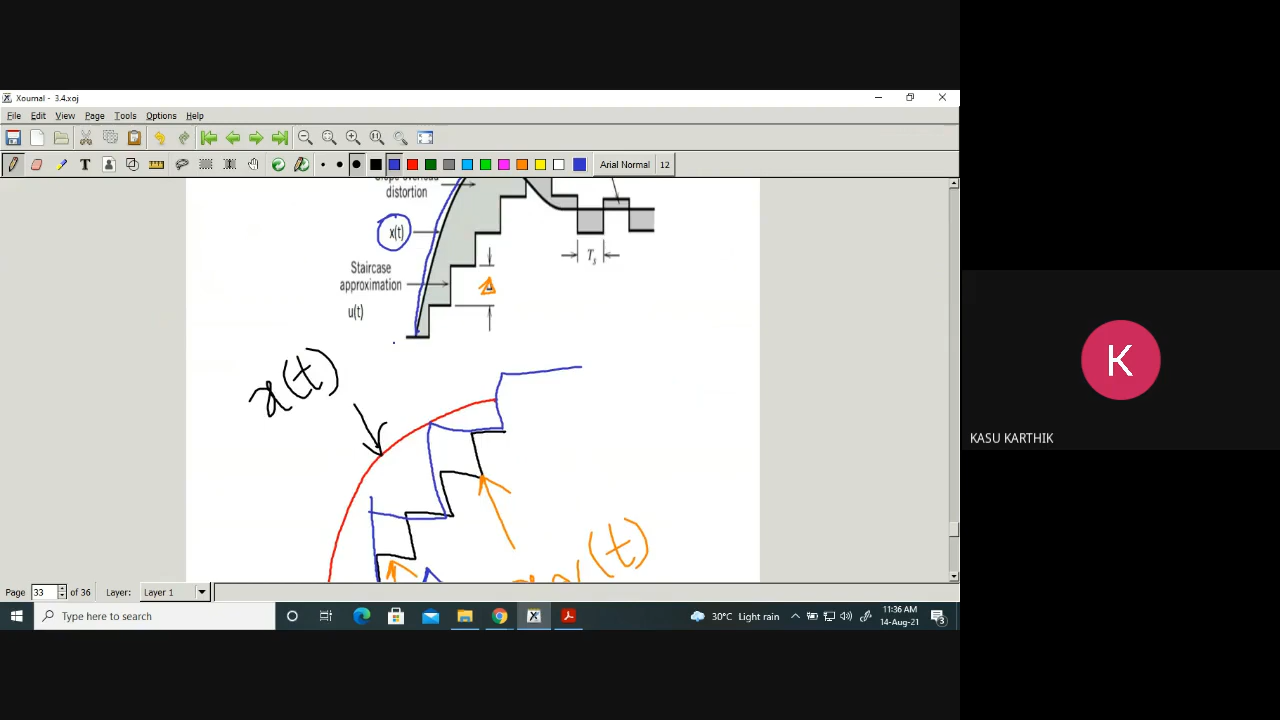 Xournal - 3.4.xoj
File Edit View Page Tools Options Help
Arial Normal 12
distortion
x(t)
Staircase
approximation
u(t)
Δ
Ts
x(t)
(t)
Page 33 of 36 Layer: Layer 1
Type here to search
30°C Light rain
11:36 AM
14-Aug-21
3
K
KASU KARTHIK